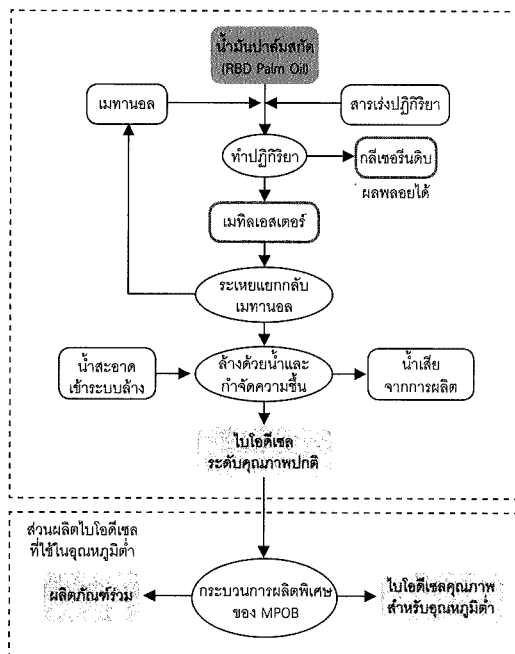 น้ำมันปาล์มสกัด
(RBD Palm Oil)
เมทานอล
สารเร่งปฏิกิริยา
ทำปฏิกิริยา
กลีเซอรีนดิบ
ผลพลอยได้
เมทิลเอสเตอร์
ระเหยแยกกลับ
เมทานอล
น้ำสะอาด
เข้าระบบล้าง
ล้างด้วยน้ำและ
กำจัดความชื้น
น้ำเสีย
จากการผลิต
ไบโอดีเซล
ระดับคุณภาพปกติ
ส่วนผลิตไบโอดีเซล
ที่ใช้ในอุณหภูมิต่ำ
ผลิตภัณฑ์ร่วม
กระบวนการผลิตพิเศษ
ของ MPOB
ไบโอดีเซลคุณภาพ
สำหรับอุณหภูมิต่ำ